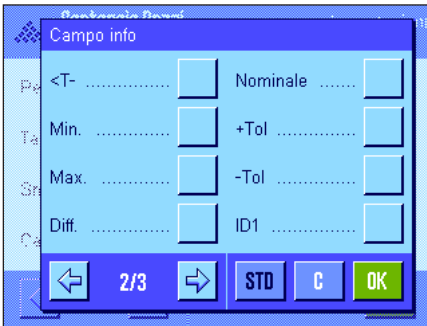 Campo info
<T- ..............
Nominale .......
Min. ..............
+Tol ..............
Max. ..............
-Tol ..............
Diff. ..............
ID1 ..............
2/3
STD
C
OK